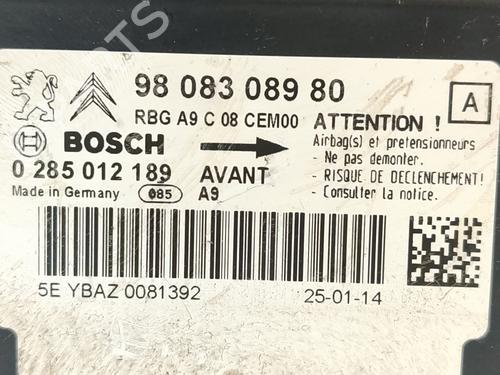 98 083 089 80
RBG A9 C 08 CEM00
A
ATTENTION !
Airbag(s) et pretensionneurs
- Ne pas demonter.
- RISQUE DE DECLENCHEMENT!
- Consulter la notice.
BOSCH
0 285 012 189 AVANT
Made in Germany 085 A9
5E YBAZ 0081392
25-01-14